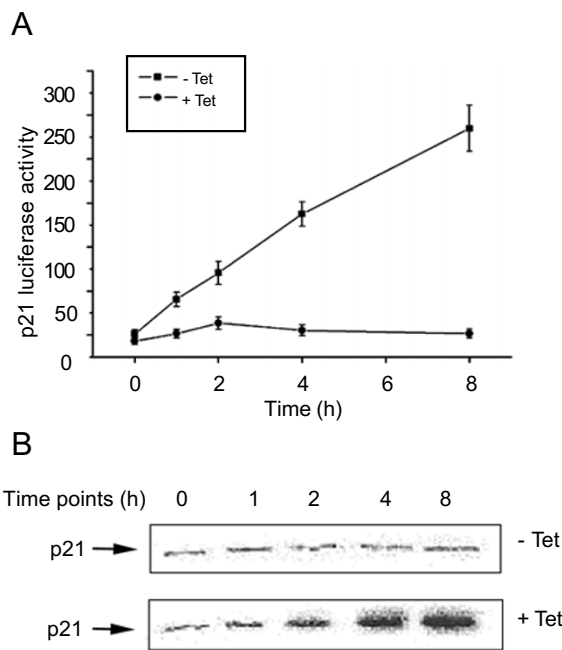 A
- Tet
+ Tet
p21 luciferase activity
300
250
200
150
100
50
0
0 2 4 6 8
Time (h)
B
Time points (h) 0 1 2 4 8
p21 - Tet
p21 + Tet